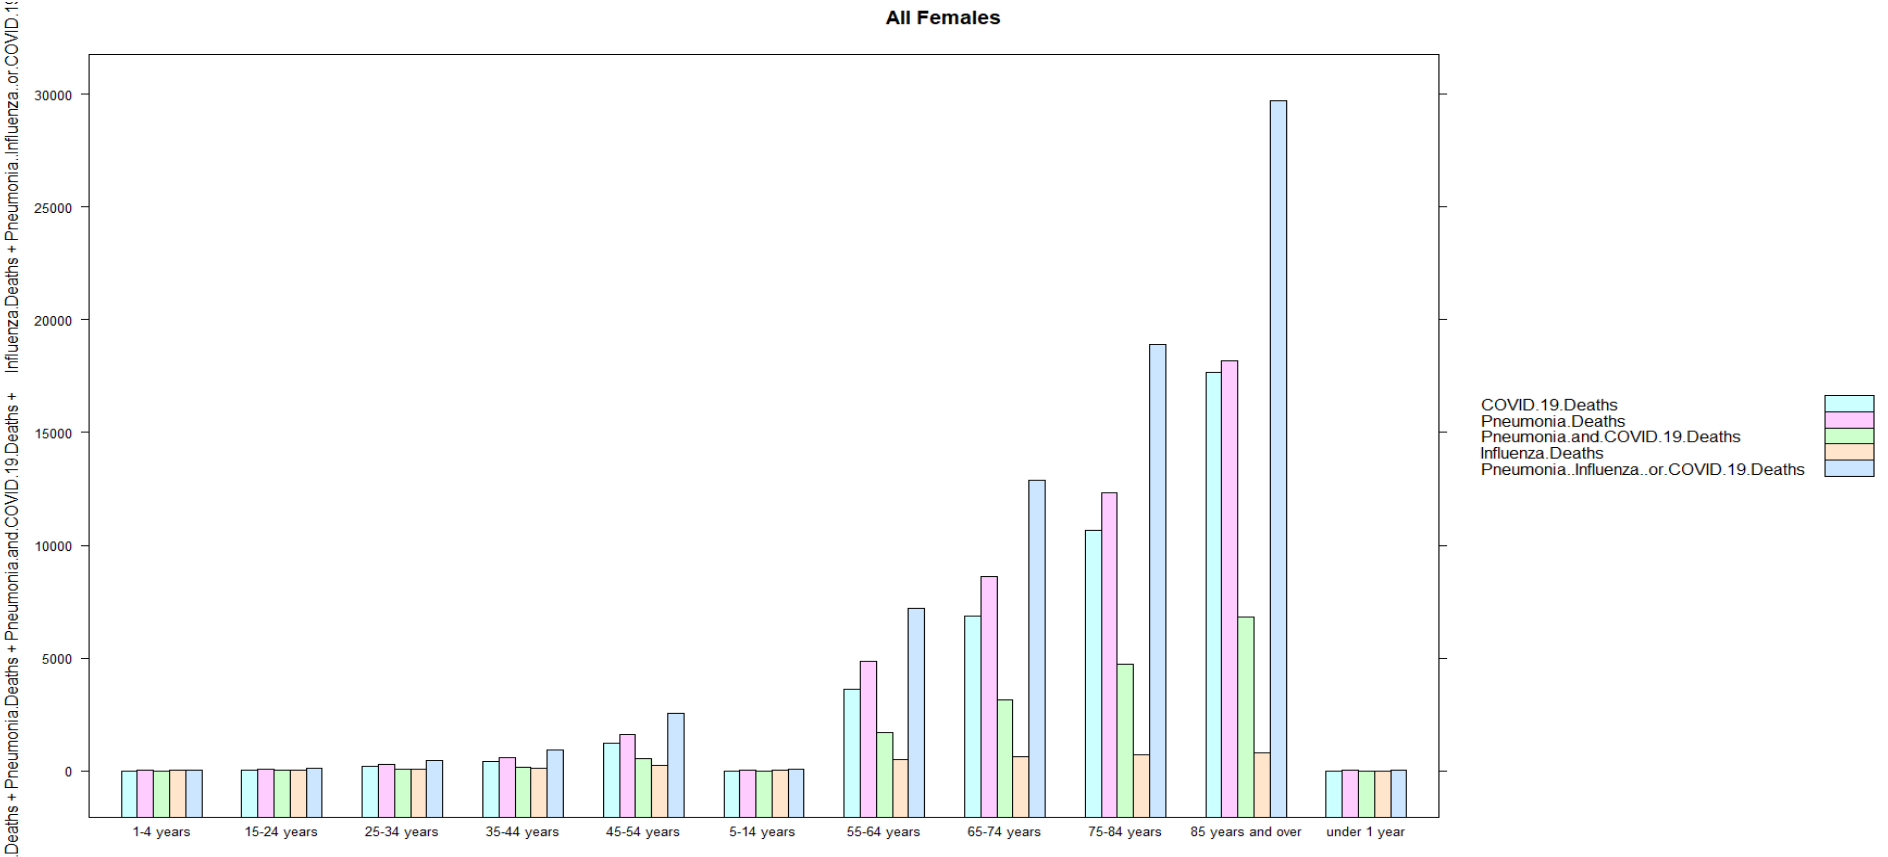 All Females
.Deaths + Pneumonia.Deaths + Pneumonia.and.COVID.19.Deaths +
Influenza.Deaths + Pneumonia..Influenza..or.COVID.19
30000
25000
20000
15000
10000
5000
0
1-4 years
15-24 years
25-34 years
35-44 years
45-54 years
5-14 years
55-64 years
65-74 years
75-84 years
85 years and over
under 1 year
COVID.19.Deaths
Pneumonia.Deaths
Pneumonia.and.COVID.19.Deaths
Influenza.Deaths
Pneumonia..Influenza..or.COVID.19.Deaths